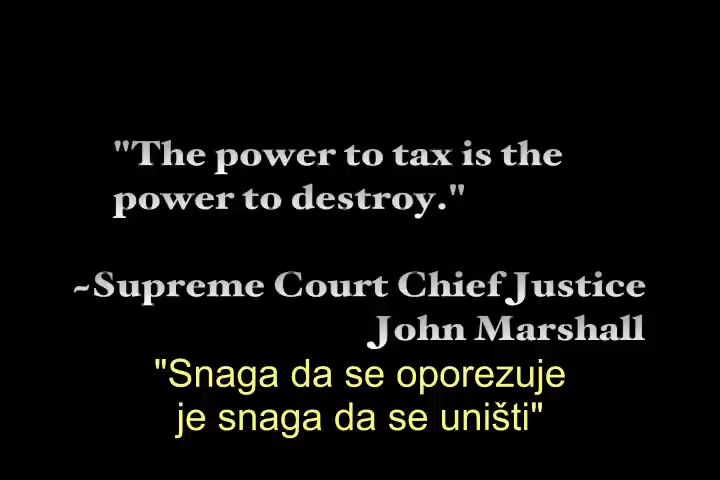 "The power to tax is the
power to destroy."
~Supreme Court Chief Justice
John Marshall
"Snaga da se oporezuje
je snaga da se uništi"